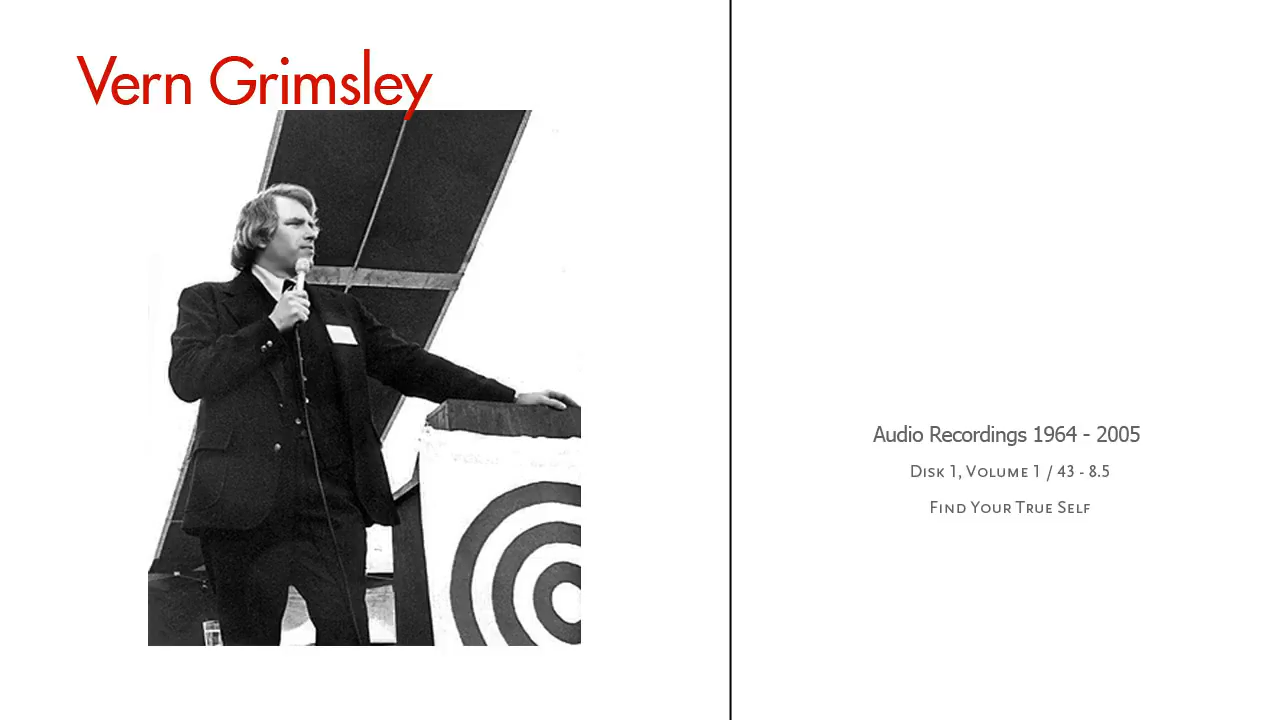 Vern Grimsley
Audio Recordings 1964 - 2005
Disk 1, Volume 1 / 43 - 8.5
Find Your True Self